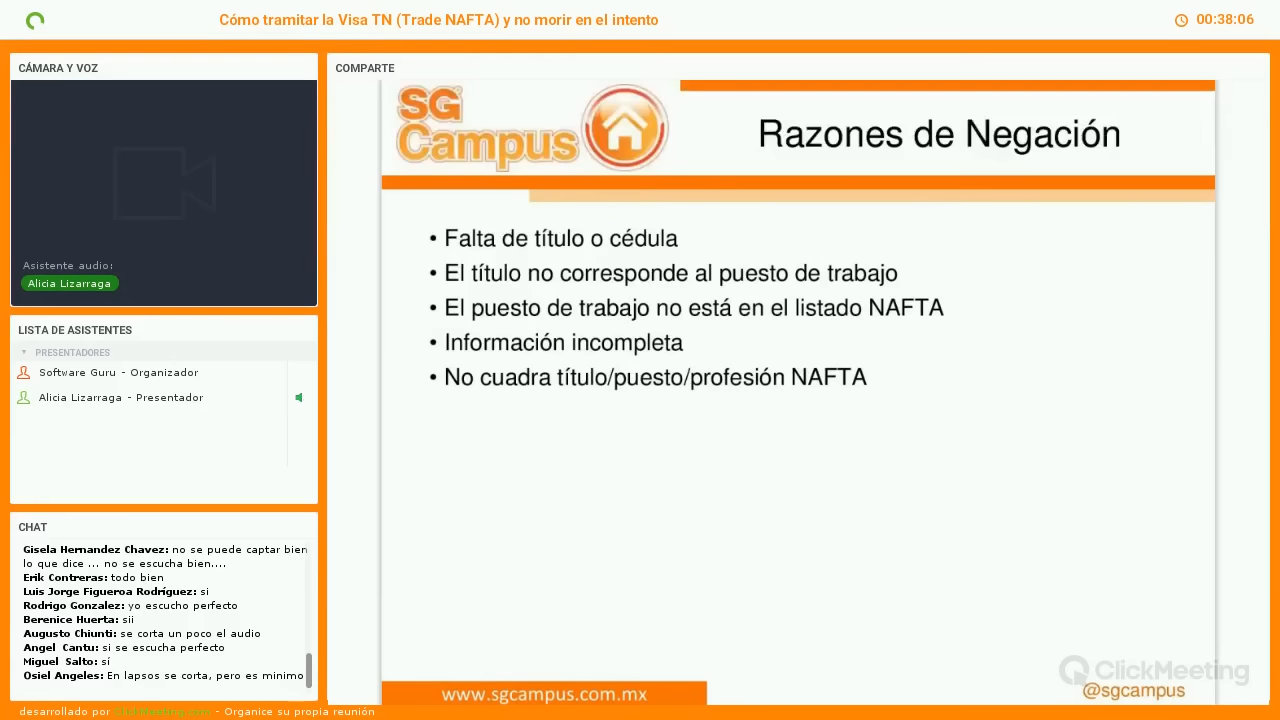 Cómo tramitar la Visa TN (Trade NAFTA) y no morir en el intento
00:38:06
CÁMARA Y VOZ
Asistente audio:
Alicia Lizarraga
LISTA DE ASISTENTES
PRESENTADORES
Software Guru - Organizador
Alicia Lizarraga - Presentador
CHAT
Gisela Hernandez Chavez: no se puede captar bien
lo que dice ... no se escucha bien....
Erik Contreras: todo bien
Luis Jorge Figueroa Rodríguez: si
Rodrigo Gonzalez: yo escucho perfecto
Berenice Huerta: sii
Augusto Chiunti: se corta un poco el audio
Angel Cantu: si se escucha perfecto
Miguel Salto: sí
Osiel Angeles: En lapsos se corta, pero es minimo
desarrollado por - Organice su propia reunión
COMPARTE
SG
Campus
Razones de Negación
• Falta de título o cédula
• El título no corresponde al puesto de trabajo
• El puesto de trabajo no está en el listado NAFTA
• Información incompleta
• No cuadra título/puesto/profesión NAFTA
www.sgcampus.com.mx
ClickMeeting
@sgcampus